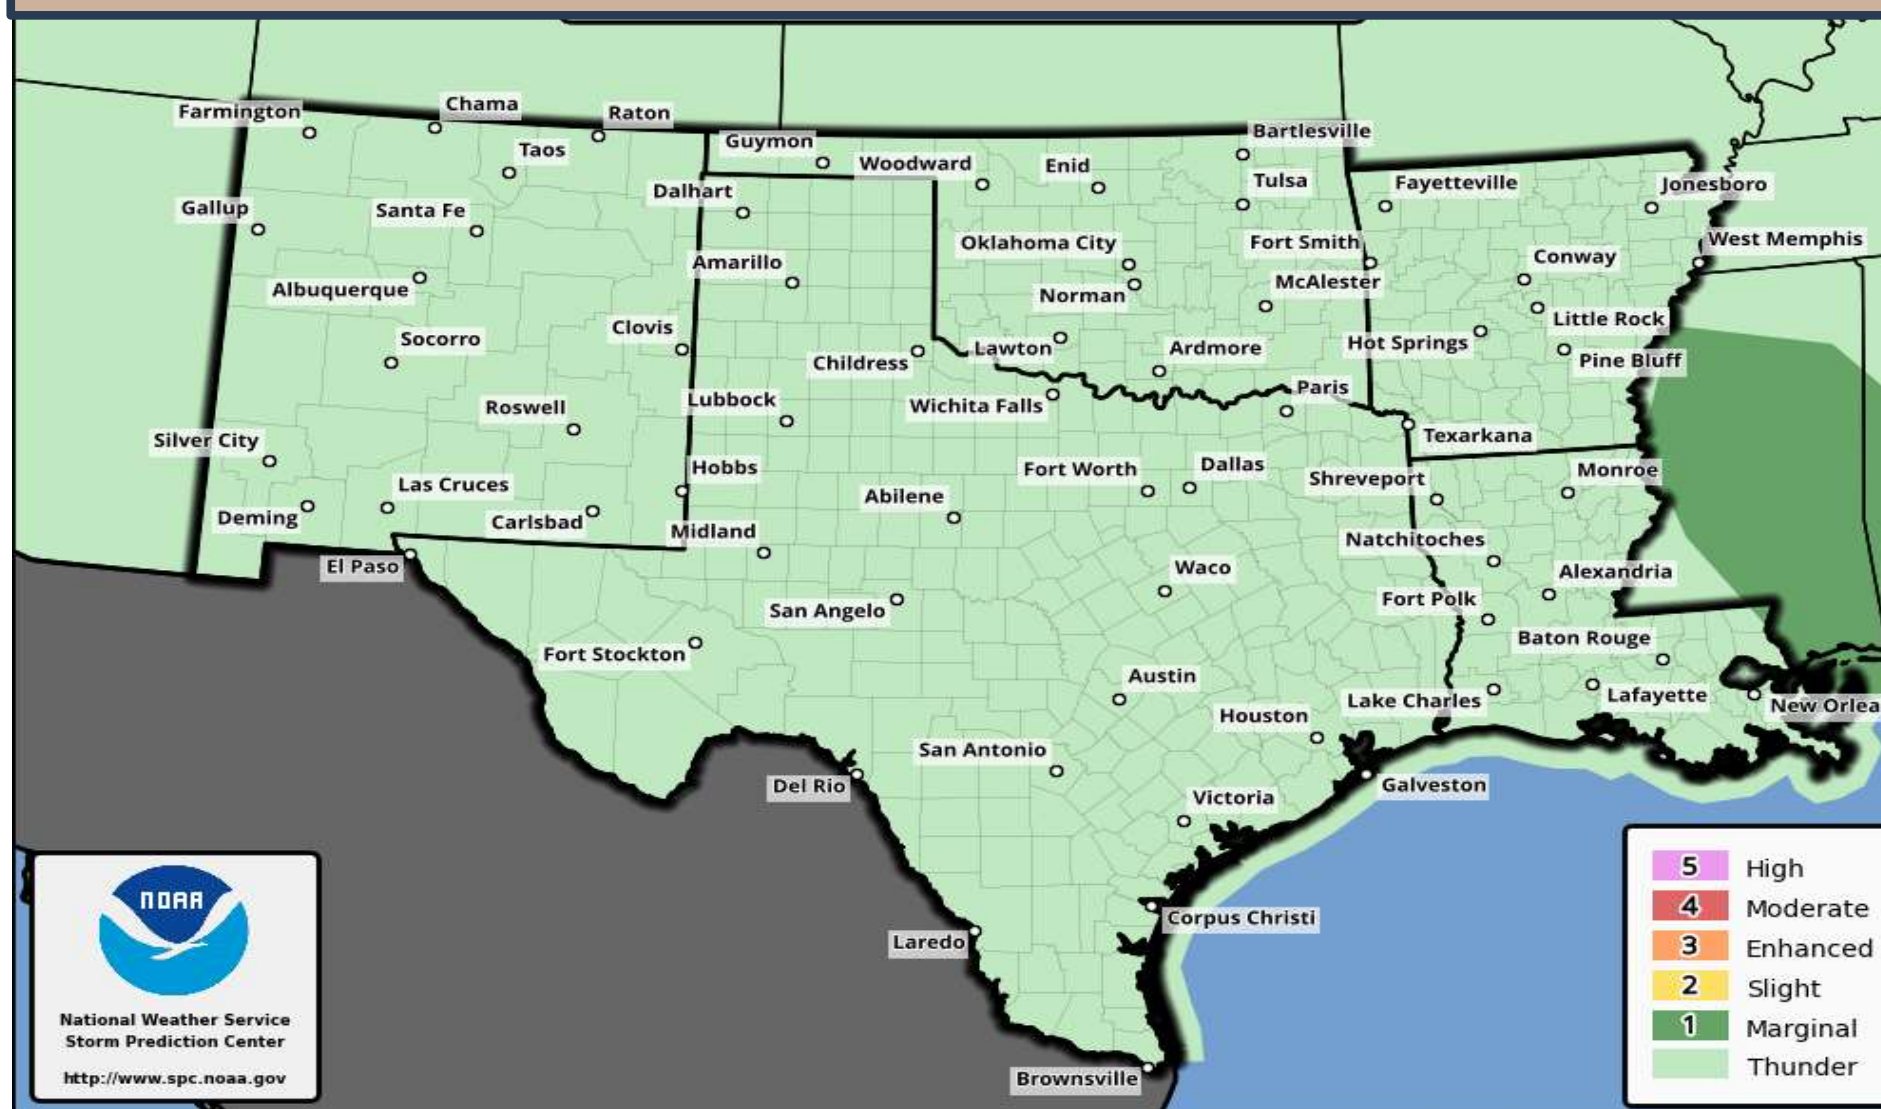 Farmington
Chama
Raton
Guymon
Bartlesville
Taos
Woodward
Enid
Tulsa
Fayetteville
Jonesboro
Dalhart
Gallup
Santa Fe
Oklahoma City
Fort Smith
Conway
West Memphis
Amarillo
McAlester
Albuquerque
Norman
Little Rock
Clovis
Socorro
Hot Springs
Childress
Lawton
Ardmore
Pine Bluff
Paris
Lubbock
Wichita Falls
Roswell
Texarkana
Silver City
Hobbs
Fort Worth
Dallas
Shreveport
Monroe
Las Cruces
Abilene
Deming
Carlsbad
Midland
Natchitoches
El Paso
Waco
Alexandria
San Angelo
Fort Polk
Fort Stockton
Baton Rouge
Austin
Lake Charles
Lafayette
New Orlea
Houston
San Antonio
Del Rio
Galveston
Victoria
Corpus Christi
Laredo
Brownsville
NOAA
National Weather Service
Storm Prediction Center
http://www.spc.noaa.gov
5 High
4 Moderate
3 Enhanced
2 Slight
1 Marginal
Thunder